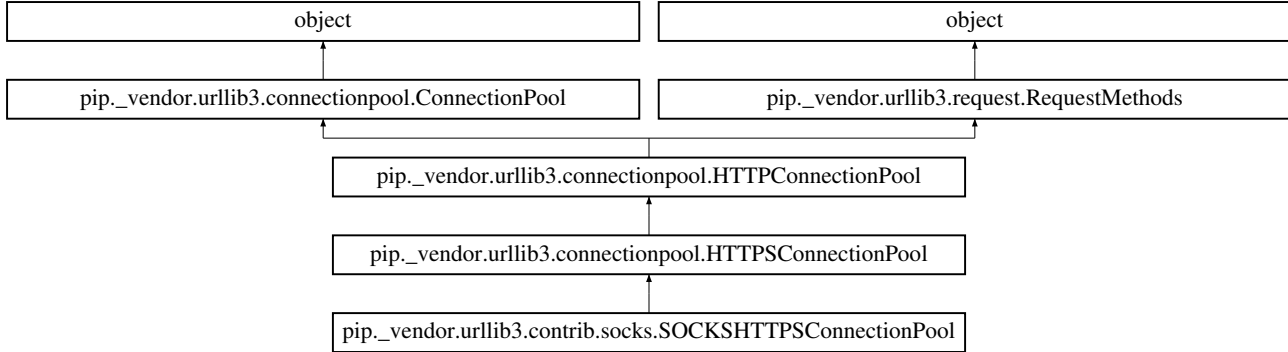 object
object
pip._vendor.urllib3.connectionpool.ConnectionPool
pip._vendor.urllib3.request.RequestMethods
pip._vendor.urllib3.connectionpool.HTTPConnectionPool
pip._vendor.urllib3.connectionpool.HTTPSConnectionPool
pip._vendor.urllib3.contrib.socks.SOCKSHTTPSConnectionPool